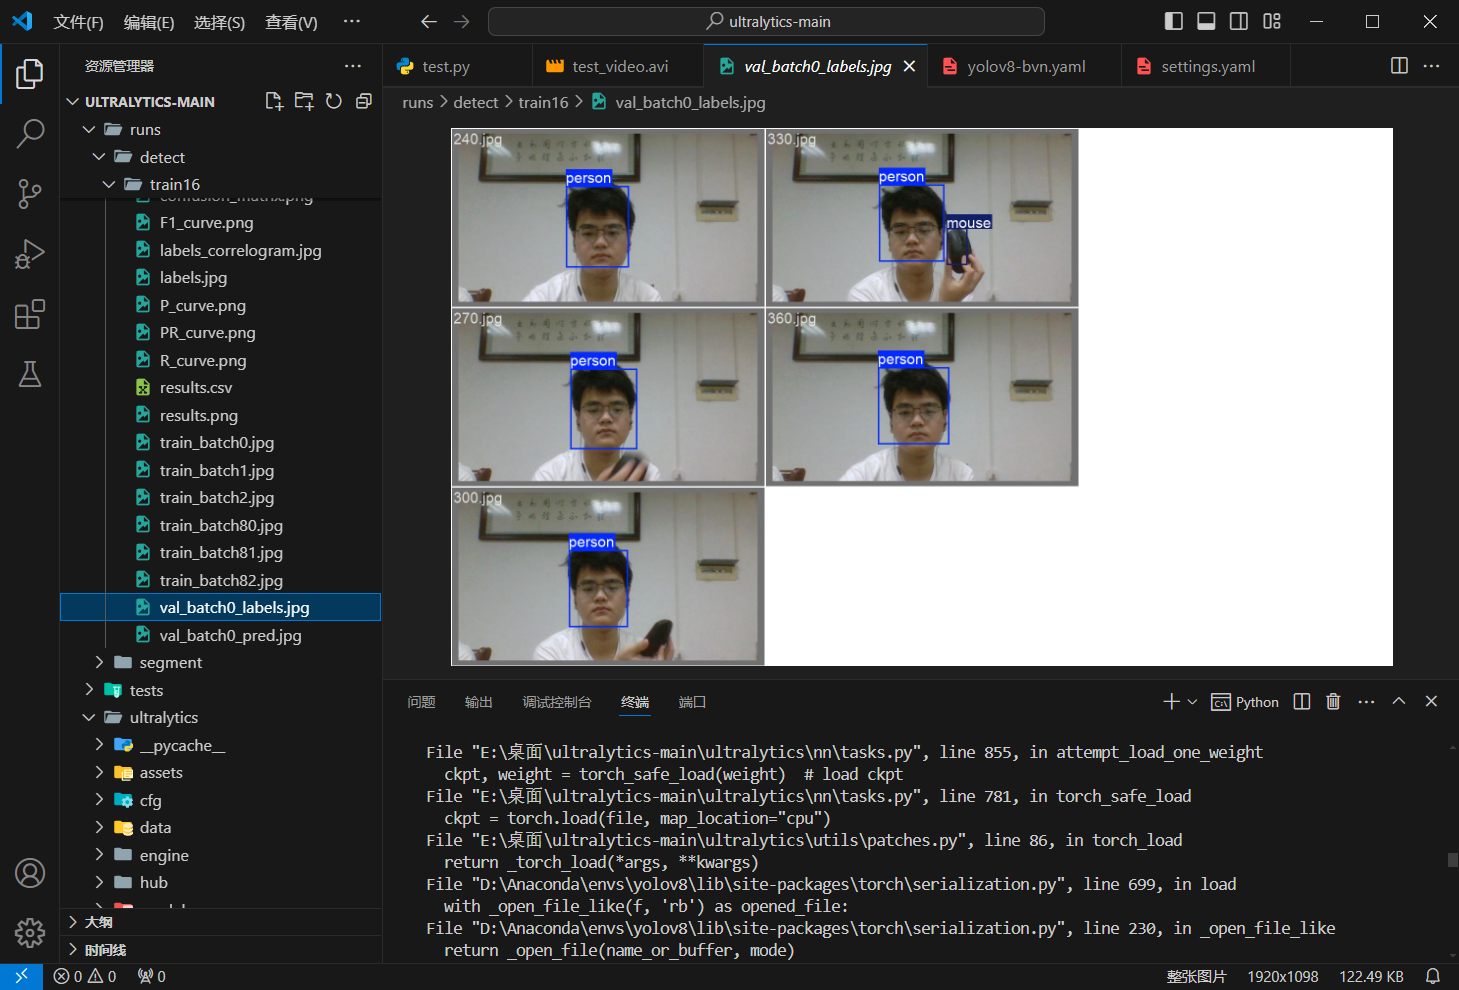 文件(F) 编辑(E) 选择(S) 查看(V) ··· ultralytics-main
资源管理器 ···
test.py test_video.avi val_batch0_labels.jpg yolov8-bvn.yaml settings.yaml ···
ULTRALYTICS-MAIN
runs > detect > train16 > val_batch0_labels.jpg
runs
detect
train16
confusion_matrix.png
F1_curve.png
labels_correlogram.jpg
labels.jpg
P_curve.png
PR_curve.png
R_curve.png
results.csv
results.png
train_batch0.jpg
train_batch1.jpg
train_batch2.jpg
train_batch80.jpg
train_batch81.jpg
train_batch82.jpg
val_batch0_labels.jpg
val_batch0_pred.jpg
segment
tests
ultralytics
__pycache__
assets
cfg
data
engine
hub
大纲
时间线
240.jpg
person
330.jpg
person
mouse
270.jpg
person
360.jpg
person
300.jpg
person
问题 输出 调试控制台 终端 端口 Python ···
File "E:\桌面\ultralytics-main\ultralytics\nn\tasks.py", line 855, in attempt_load_one_weight
ckpt, weight = torch_safe_load(weight)  # load ckpt
File "E:\桌面\ultralytics-main\ultralytics\nn\tasks.py", line 781, in torch_safe_load
ckpt = torch.load(file, map_location="cpu")
File "E:\桌面\ultralytics-main\ultralytics\utils\patches.py", line 86, in torch_load
return _torch_load(*args, **kwargs)
File "D:\Anaconda\envs\yolov8\lib\site-packages\torch\serialization.py", line 699, in load
with _open_file_like(f, 'rb') as opened_file:
File "D:\Anaconda\envs\yolov8\lib\site-packages\torch\serialization.py", line 230, in _open_file_like
return _open_file(name_or_buffer, mode)
0 0 0 整张图片 1920x1098 122.49 KB